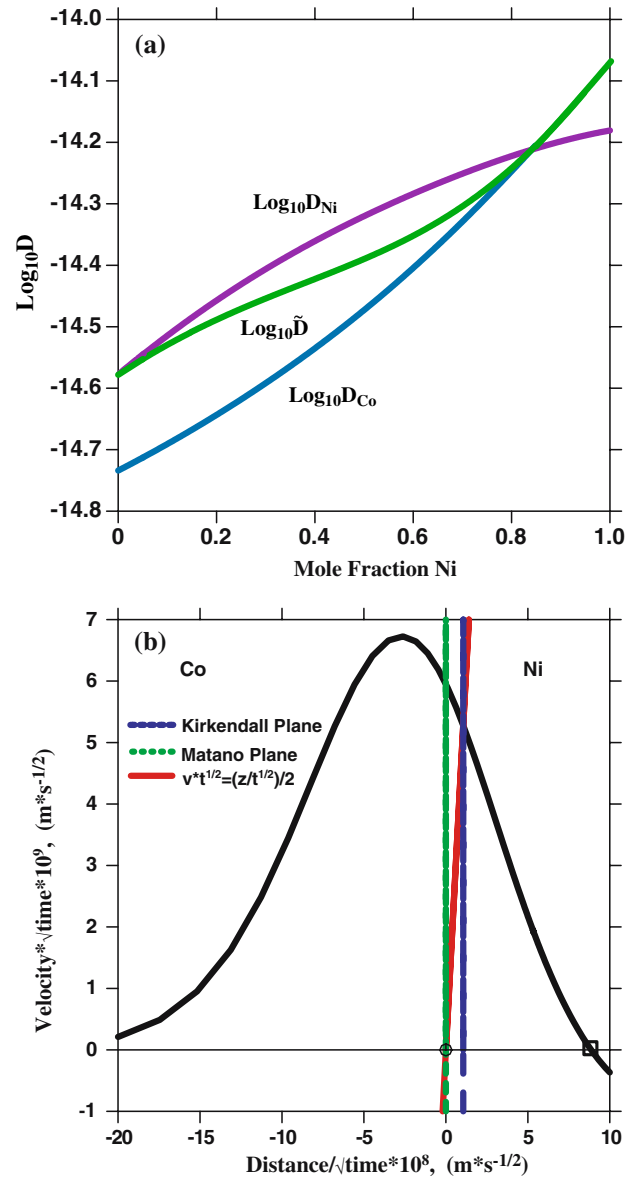 (a)
-14.0
-14.1
-14.2
-14.3
-14.4
-14.5
-14.6
-14.7
-14.8
Log₁₀D
Log₁₀D_Ni
Log₁₀D̃
Log₁₀D_Co
0 0.2 0.4 0.6 0.8 1.0
Mole Fraction Ni
(b)
7
6
5
4
3
2
1
0
-1
Velocity*√time*10⁹, (m*s⁻¹/²)
Co Ni
Kirkendall Plane
Matano Plane
v*t¹/²=(z/t¹/²)/2
-20 -15 -10 -5 0 5 10
Distance/√time*10⁸, (m*s⁻¹/²)